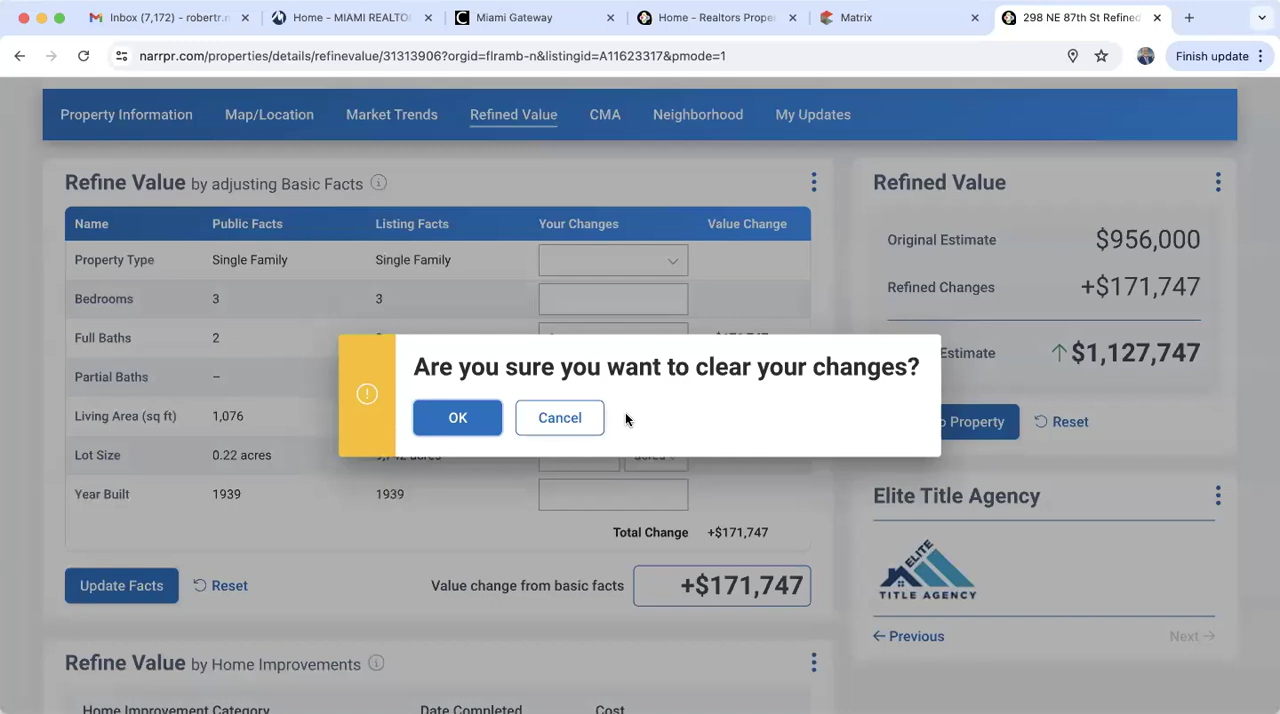 Inbox (7,172) – robertr.n
Home - MIAMI REALTO
Miami Gateway
Home - Realtors Prope
Matrix
298 NE 87th St Refined
narrpr.com/properties/details/refinevalue/31313906?orgid=flramb-n&listingid=A11623317&pmode=1
Finish update
Property Information
Map/Location
Market Trends
Refined Value
CMA
Neighborhood
My Updates
Refine Value by adjusting Basic Facts
Name Public Facts Listing Facts Your Changes Value Change
Property Type Single Family Single Family
Bedrooms 3 3
Full Baths 2
Partial Baths –
Living Area (sq ft) 1,076
Lot Size 0.22 acres 9,742 acres acres
Year Built 1939 1939
Total Change +$171,747
Update Facts
Reset
Value change from basic facts +$171,747
Are you sure you want to clear your changes?
OK
Cancel
Refined Value
Original Estimate $956,000
Refined Changes +$171,747
Estimate $1,127,747
o Property
Reset
Elite Title Agency
ELITE
TITLE AGENCY
Previous
Next
Refine Value by Home Improvements
Home Improvement Category Date Completed Cost